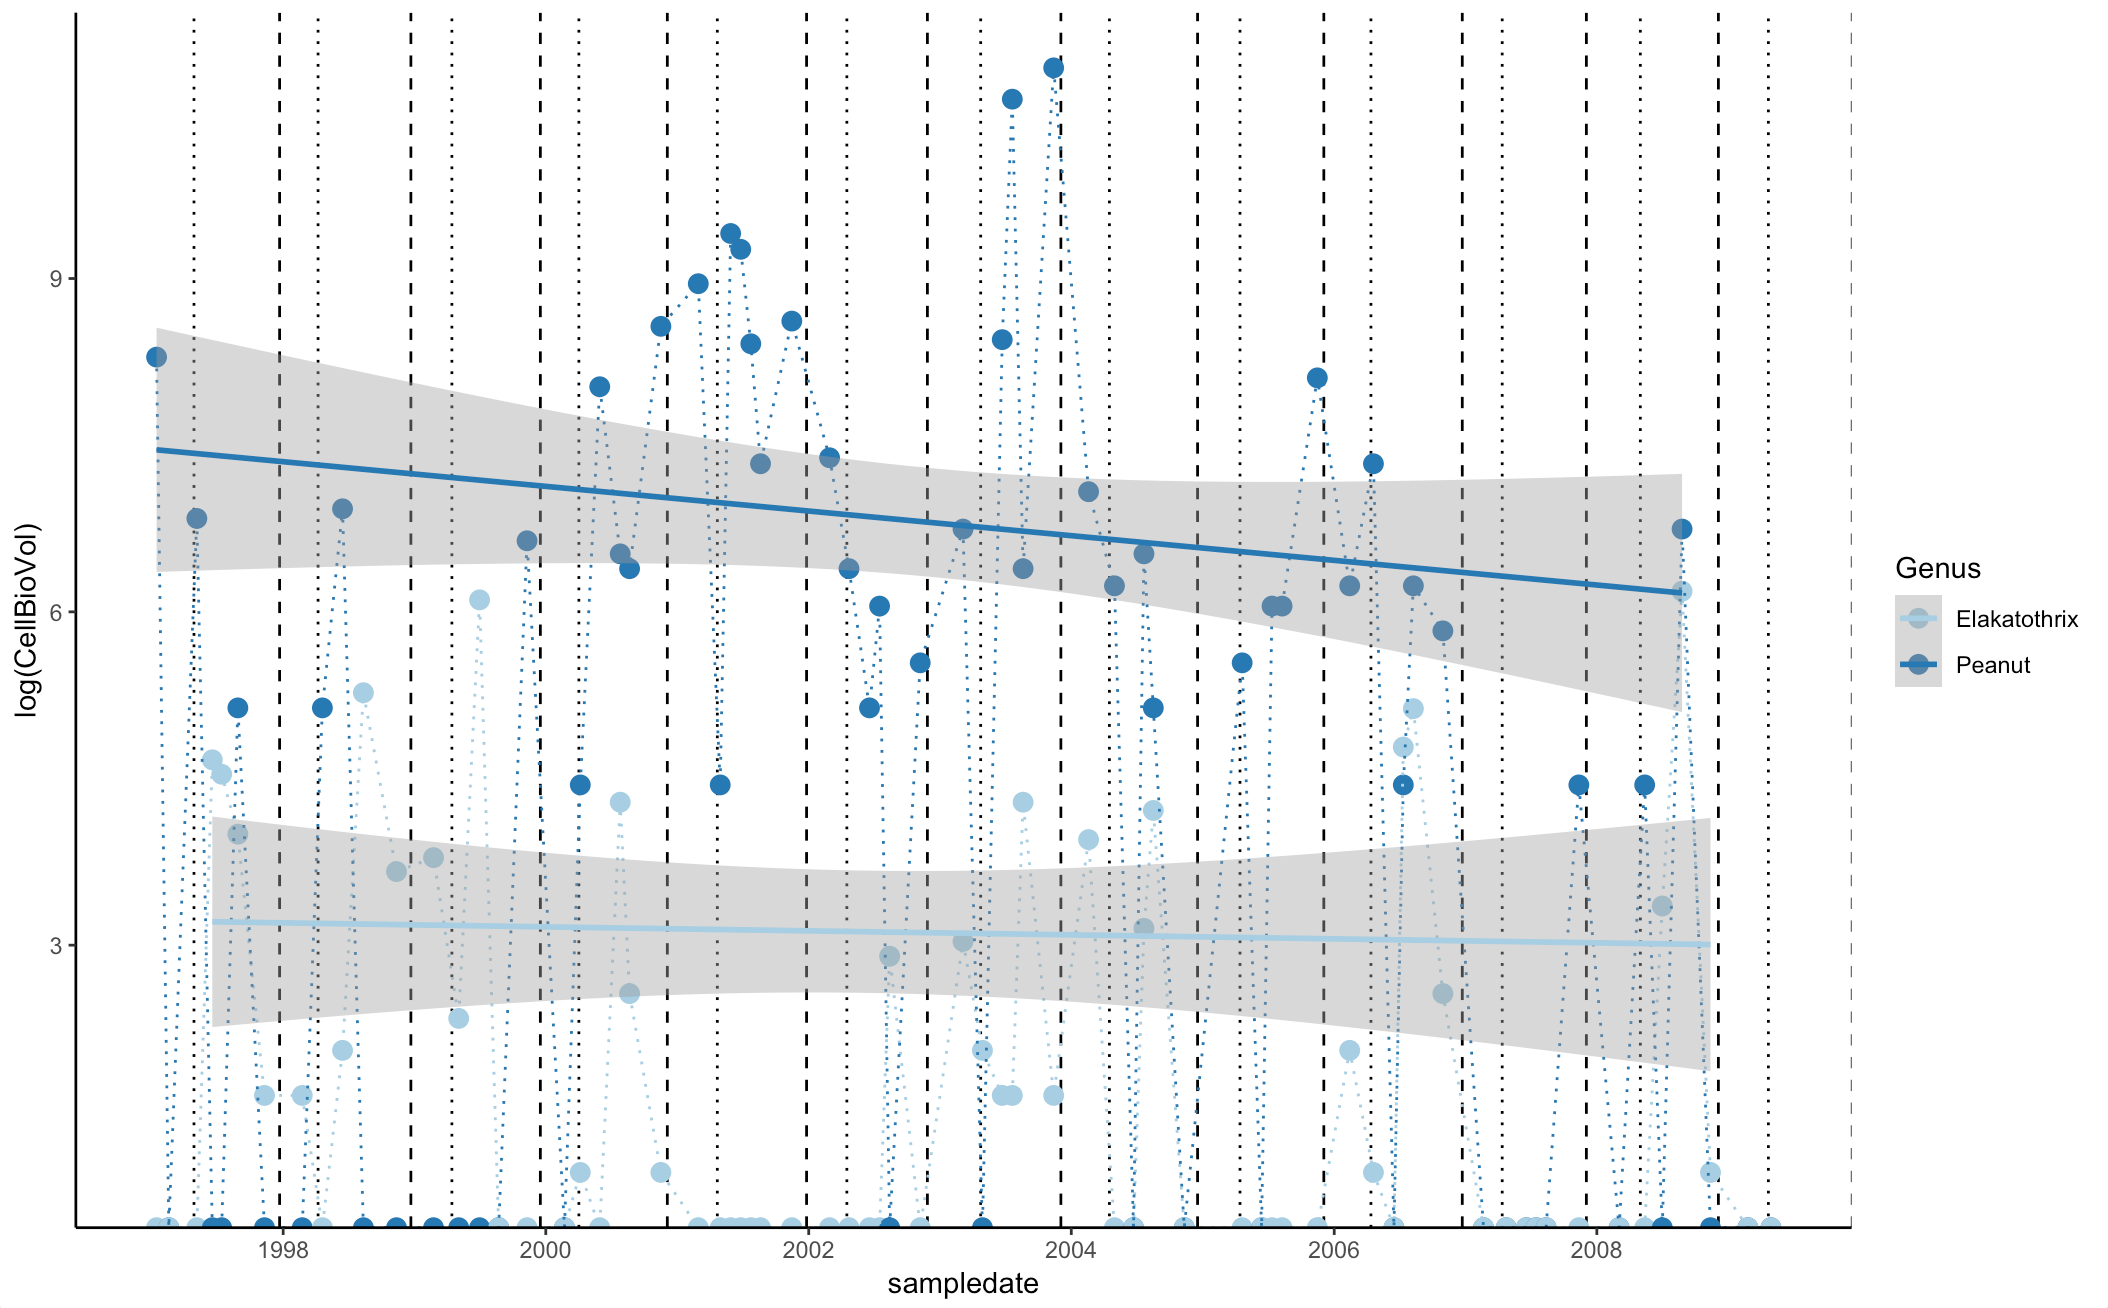 log(CellBioVol)
9
6
3
1998
2000
2002
2004
2006
2008
sampledate
Genus
Elakatothrix
Peanut